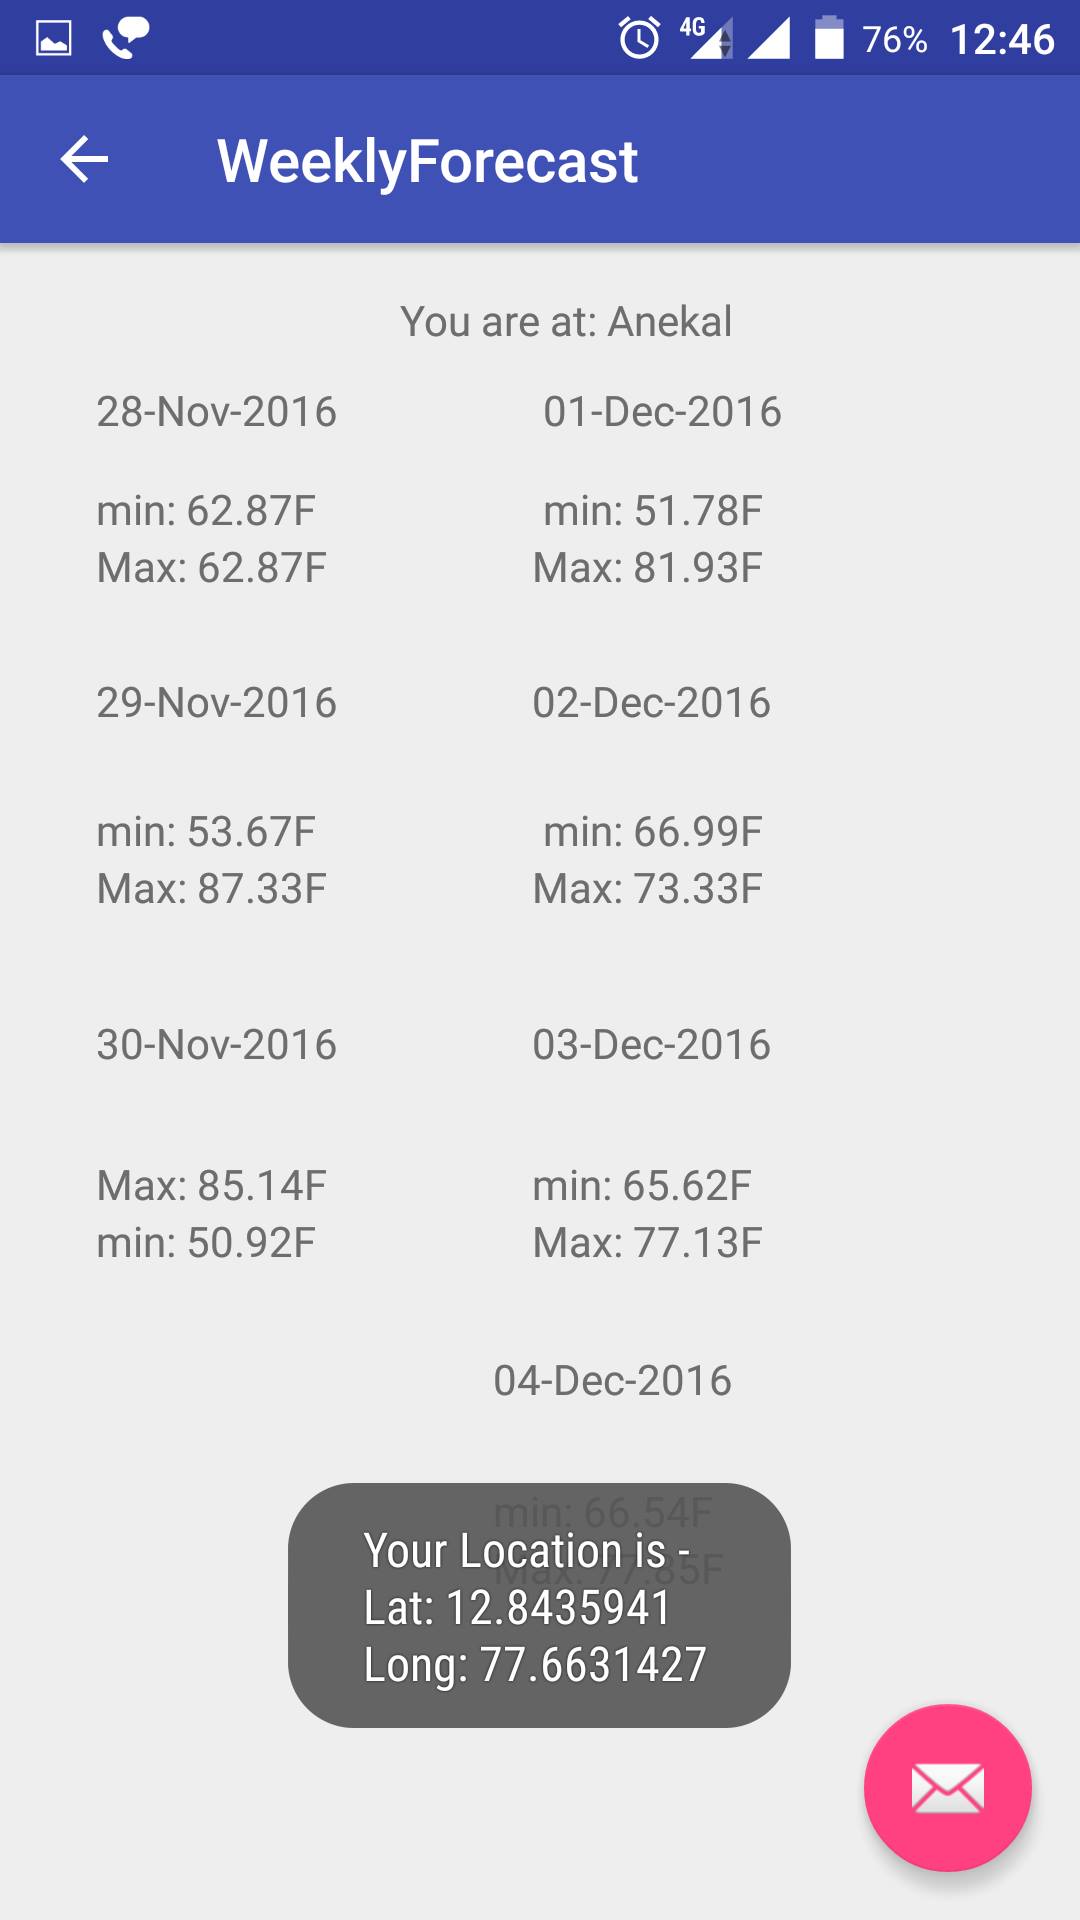 4G 76% 12:46
WeeklyForecast
You are at: Anekal
28-Nov-2016
min: 62.87F
Max: 62.87F
01-Dec-2016
min: 51.78F
Max: 81.93F
29-Nov-2016
min: 53.67F
Max: 87.33F
02-Dec-2016
min: 66.99F
Max: 73.33F
30-Nov-2016
Max: 85.14F
min: 50.92F
03-Dec-2016
min: 65.62F
Max: 77.13F
04-Dec-2016
min: 66.54F
Max: 77.85F
Your Location is -
Lat: 12.8435941
Long: 77.6631427